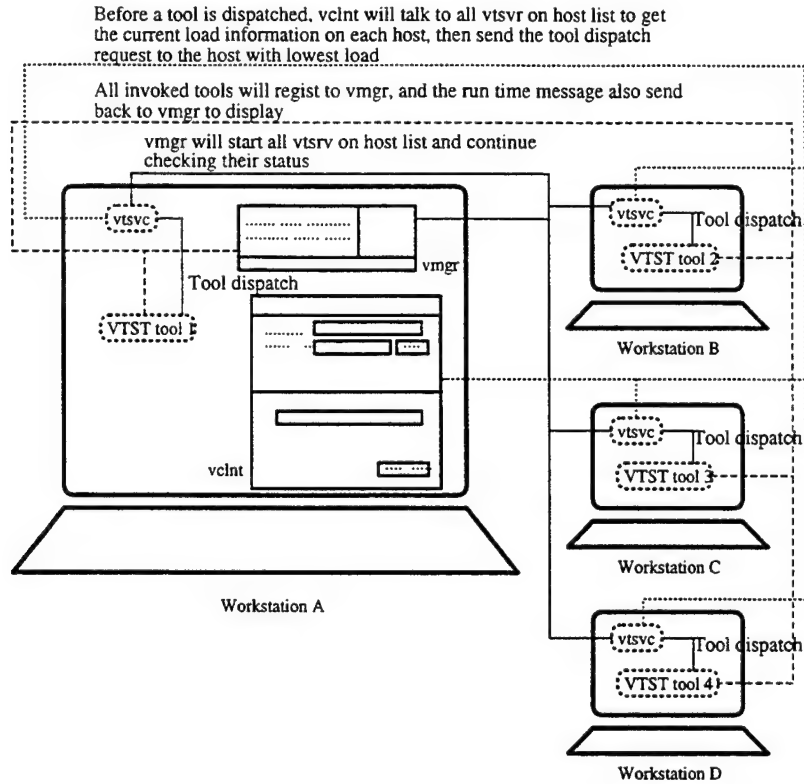 Before a tool is dispatched, vclnt will talk to all vtsvr on host list to get
the current load information on each host, then send the tool dispatch
request to the host with lowest load
All invoked tools will regist to vmgr, and the run time message also send
back to vmgr to display
vmgr will start all vtsrv on host list and continue
checking their status
vtsvc
vmgr
Tool dispatch
VTST tool 1
vclnt
Workstation A
vtsvc
Tool dispatch
VTST tool 2
Workstation B
vtsvc
Tool dispatch
VTST tool 3
Workstation C
vtsvc
Tool dispatch
VTST tool 4
Workstation D